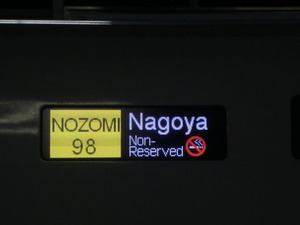 NOZOMI
98
Nagoya
Non-
Reserved